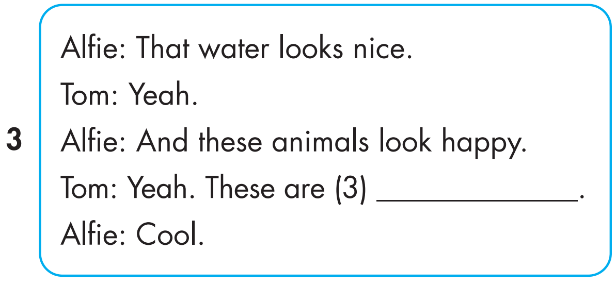 Alfie: That water looks nice.
Tom: Yeah.
3
Alfie: And these animals look happy.
Tom: Yeah. These are (3) ______________.
Alfie: Cool.